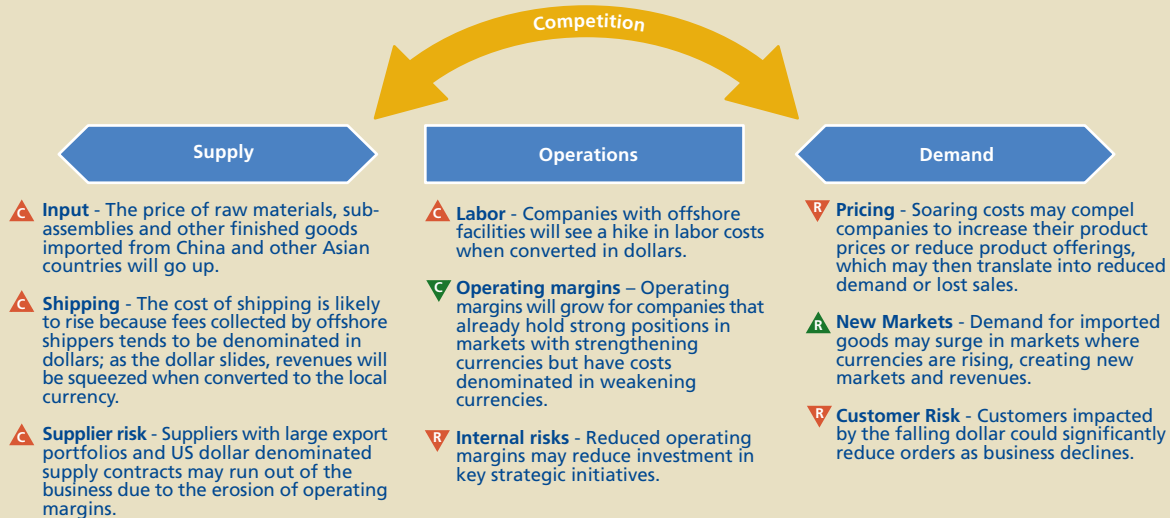 Competition
Supply
C Input - The price of raw materials, sub-
assemblies and other finished goods
imported from China and other Asian
countries will go up.
C Shipping - The cost of shipping is likely
to rise because fees collected by offshore
shippers tends to be denominated in
dollars; as the dollar slides, revenues will
be squeezed when converted to the local
currency.
C Supplier risk - Suppliers with large export
portfolios and US dollar denominated
supply contracts may run out of the
business due to the erosion of operating
margins.
Operations
C Labor - Companies with offshore
facilities will see a hike in labor costs
when converted in dollars.
C Operating margins – Operating
margins will grow for companies that
already hold strong positions in
markets with strengthening
currencies but have costs
denominated in weakening
currencies.
R Internal risks - Reduced operating
margins may reduce investment in
key strategic initiatives.
Demand
R Pricing - Soaring costs may compel
companies to increase their product
prices or reduce product offerings,
which may then translate into reduced
demand or lost sales.
R New Markets - Demand for imported
goods may surge in markets where
currencies are rising, creating new
markets and revenues.
R Customer Risk - Customers impacted
by the falling dollar could significantly
reduce orders as business declines.